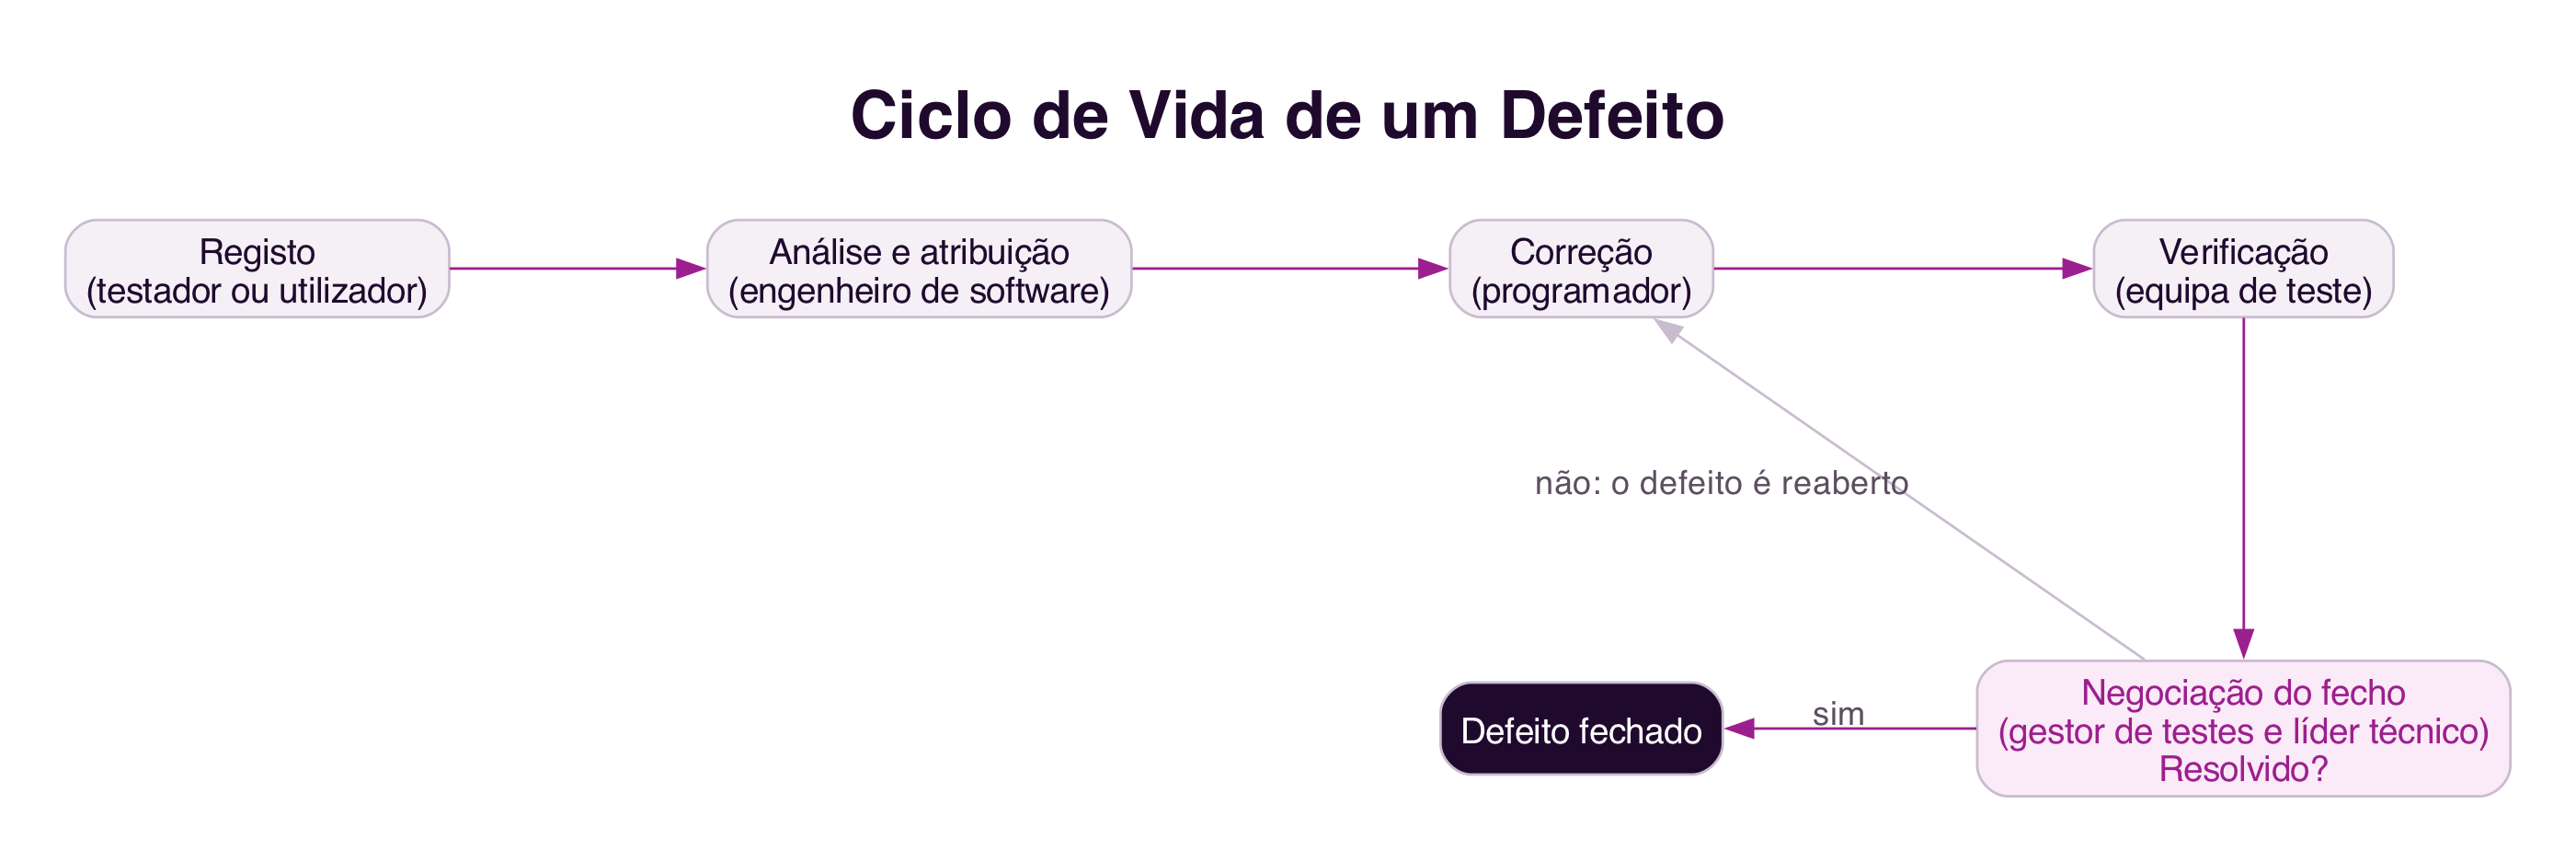 Ciclo de Vida de um Defeito
Registo
(testador ou utilizador)
Análise e atribuição
(engenheiro de software)
Correção
(programador)
Verificação
(equipa de teste)
não: o defeito é reaberto
Defeito fechado
sim
Negociação do fecho
(gestor de testes e líder técnico)
Resolvido?